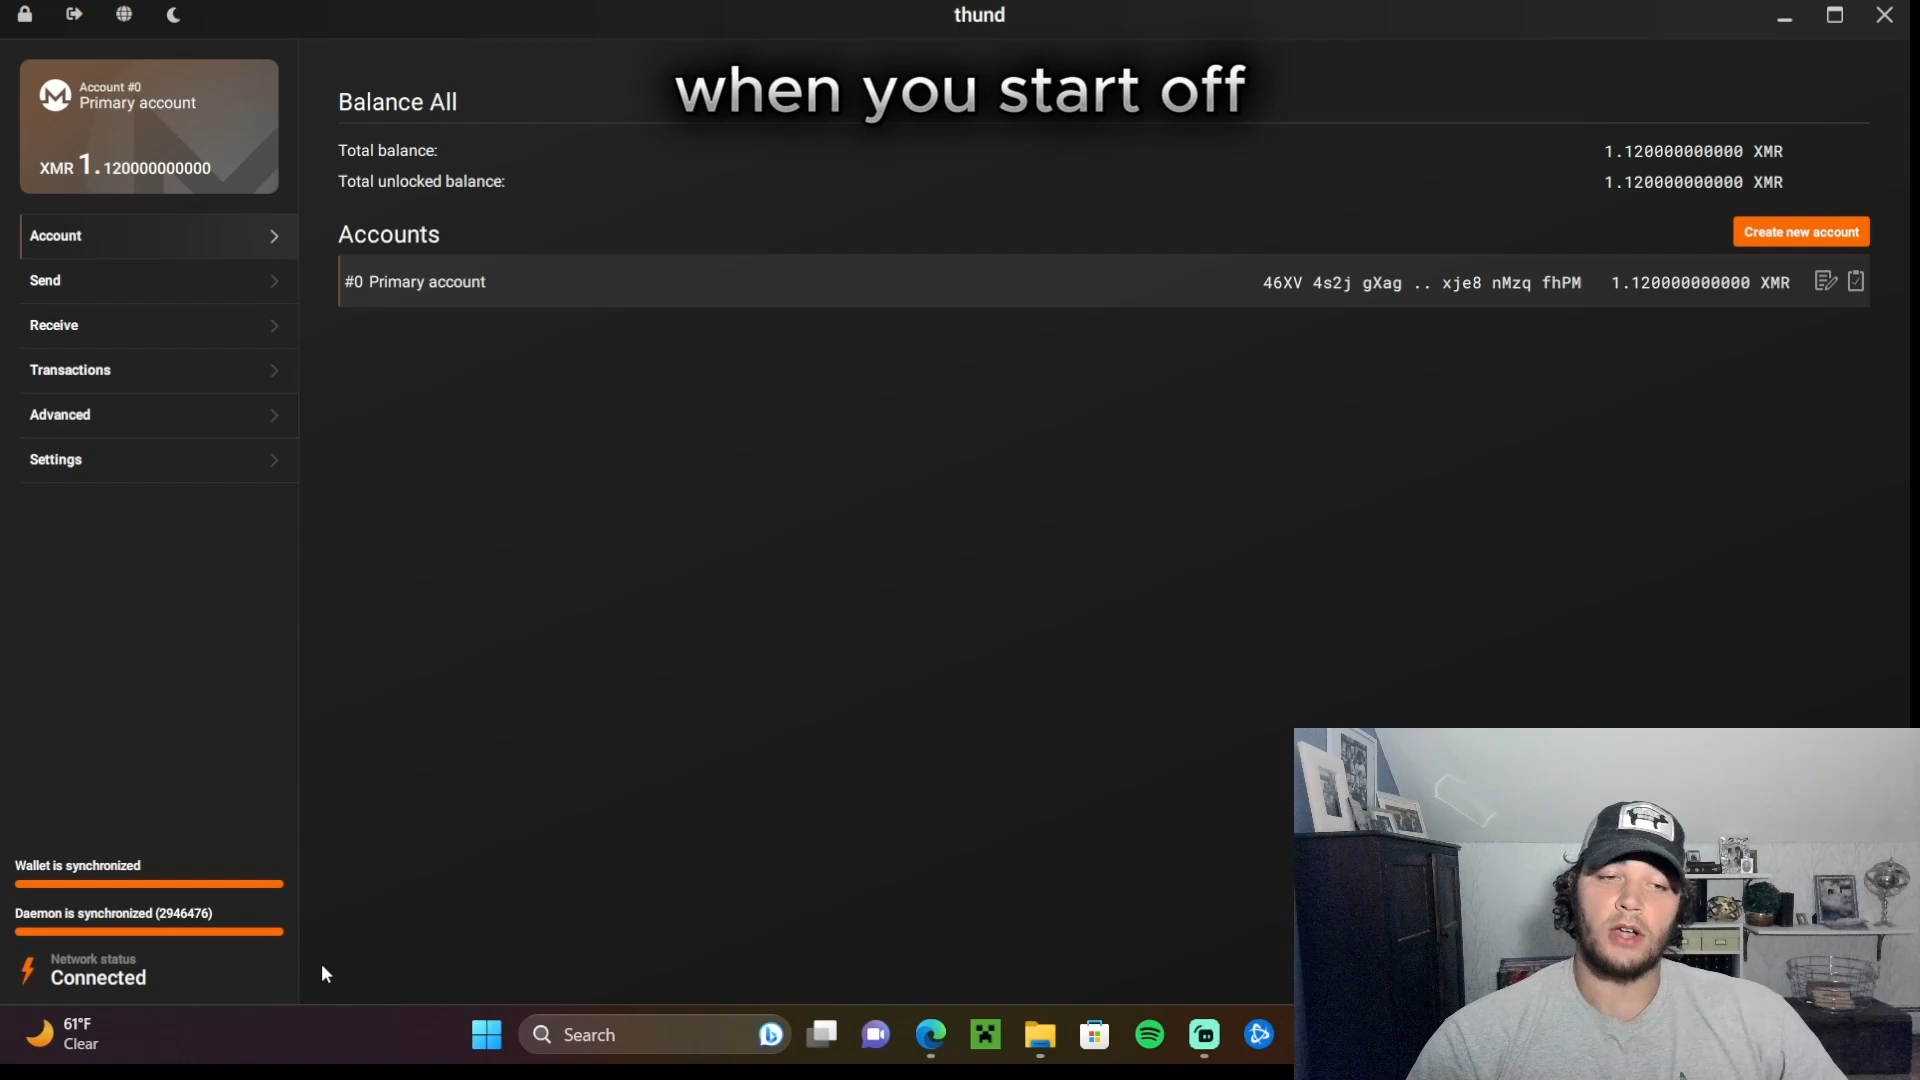 thund
when you start off
Account #0
Primary account
XMR 1.120000000000
Account
Send
Receive
Transactions
Advanced
Settings
Balance All
Total balance: 1.120000000000 XMR
Total unlocked balance: 1.120000000000 XMR
Accounts
Create new account
#0 Primary account 46XV 4s2j gXag .. xje8 nMzq fhPM 1.120000000000 XMR
Wallet is synchronized
Daemon is synchronized (2946476)
Network status
Connected
61°F
Clear
Search